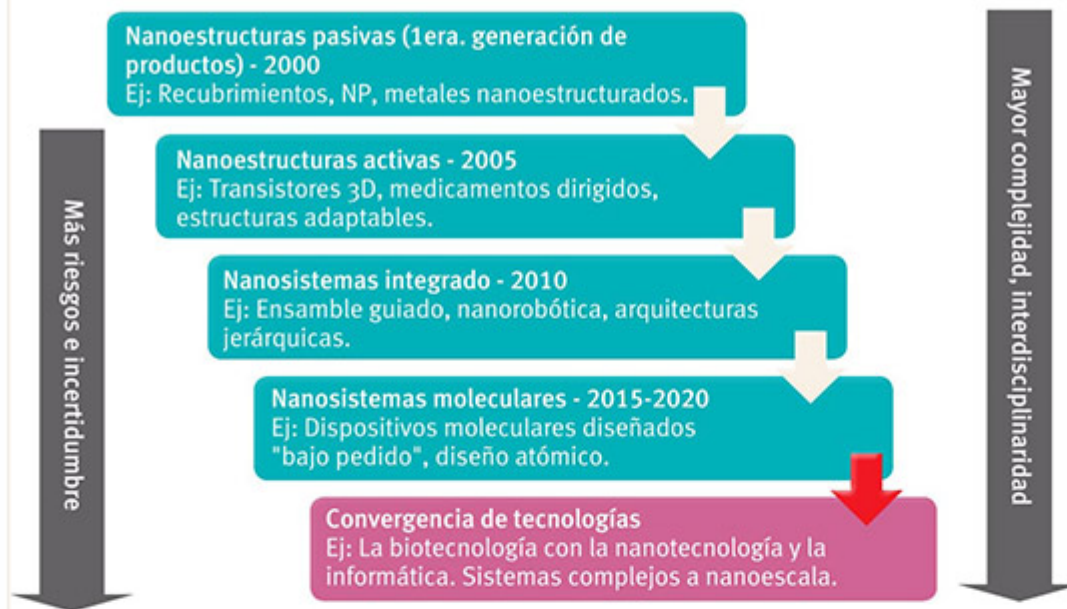 Nanoestructuras pasivas (1era. generación de
productos) - 2000
Ej: Recubrimientos, NP, metales nanoestructurados.
Nanoestructuras activas - 2005
Ej: Transistores 3D, medicamentos dirigidos,
estructuras adaptables.
Nanosistemas integrado - 2010
Ej: Ensamble guiado, nanorobótica, arquitecturas
jerárquicas.
Nanosistemas moleculares - 2015-2020
Ej: Dispositivos moleculares diseñados
"bajo pedido", diseño atómico.
Convergencia de tecnologías
Ej: La biotecnología con la nanotecnología y la
informática. Sistemas complejos a nanoescala.
Más riesgos e incertidumbre
Mayor complejidad, interdisciplinaridad